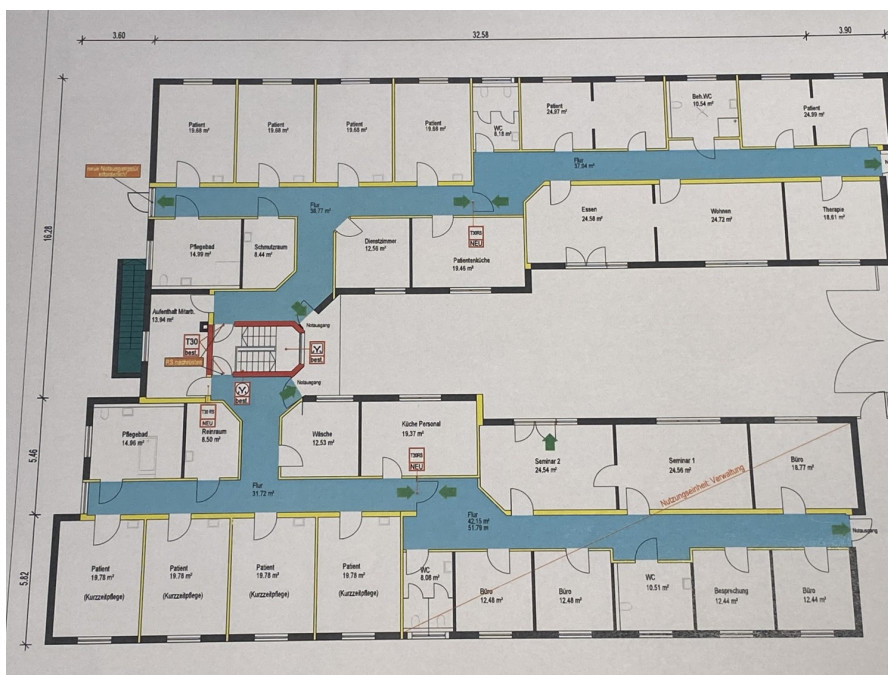 3.60
32.58
3.90
Patient
19.68 m²
Patient
19.68 m²
Patient
19.68 m²
Patient
19.88 m²
WC
8.18 m²
Patient
24,97 m²
Beh.WC
10.54 m²
Patient
24,99 m²
Flur
37.94 m²
Flur
38,77 m²
16.28
Pflegebad
14.99 m²
Schmutzraum
8.44 m²
Dienstzimmer
12,56 m²
T30RS
NEU
Patientenküche
19.46 m²
Essen
24.58 m²
Wohnen
24.72 m²
Therapie
18,61 m²
Aufenthalt Mitarb.
13,94 m²
Notausgang
T30
best.
best.
best.
Notausgang
T30 RS
NEU
5.46
Pflegebad
14,96 m²
Reinraum
8.50 m²
Wäsche
12.53 m²
Küche Personal
19,37 m²
T30RS
NEU
Seminar 2
24,54 m²
Seminar 1
24,56 m²
Büro
18,77 m²
Nutzungseinheit: Verwaltung
Flur
31,72 m²
Flur
42,15 m²
51,79 m
Notausgang
5.82
Patient
19,78 m²
(Kurzzeitpflege)
Patient
19,78 m²
(Kurzzeitpflege)
Patient
19,78 m²
(Kurzzeitpflege)
Patient
19,78 m²
(Kurzzeitpflege)
WC
8,08 m²
Büro
12,48 m²
Büro
12,48 m²
WC
10,51 m²
Besprechung
12,44 m²
Büro
12,44 m²